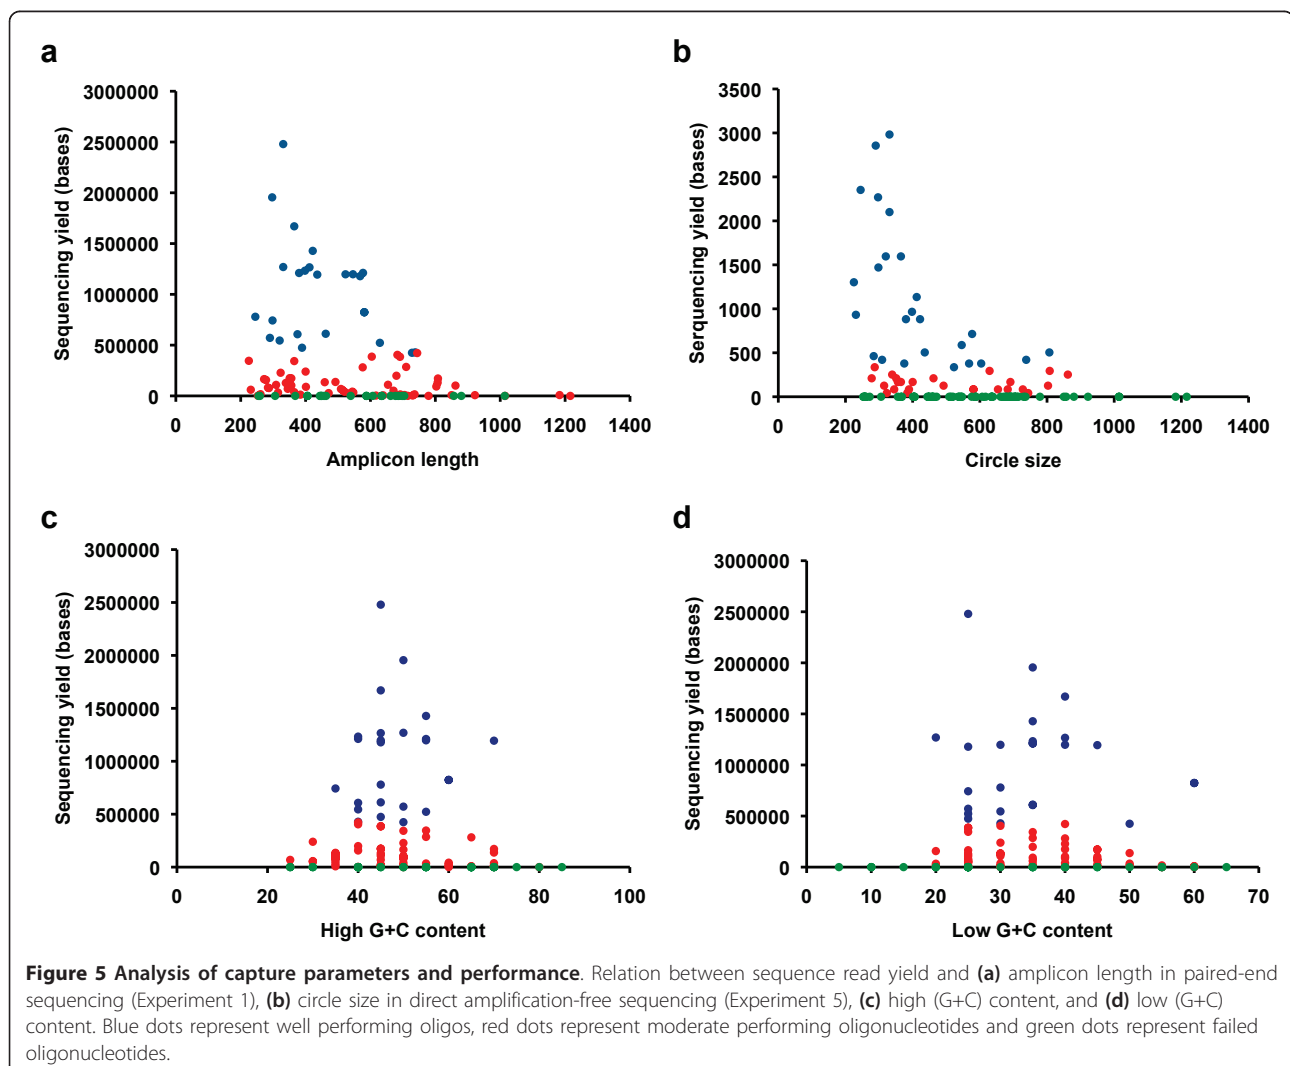 a
3000000
2500000
2000000
1500000
1000000
500000
0
0 200 400 600 800 1000 1200 1400
Sequencing yield (bases)
Amplicon length
b
3500
3000
2500
2000
1500
1000
500
0
0 200 400 600 800 1000 1200 1400
Serquencing yield (bases)
Circle size
c
3000000
2500000
2000000
1500000
1000000
500000
0
0 20 40 60 80 100
Sequencing yield (bases)
High G+C content
d
3000000
2500000
2000000
1500000
1000000
500000
0
0 10 20 30 40 50 60 70
Sequencing yield (bases)
Low G+C content
Figure 5 Analysis of capture parameters and performance. Relation between sequence read yield and (a) amplicon length in paired-end
sequencing (Experiment 1), (b) circle size in direct amplification-free sequencing (Experiment 5), (c) high (G+C) content, and (d) low (G+C)
content. Blue dots represent well performing oligos, red dots represent moderate performing oligonucleotides and green dots represent failed
oligonucleotides.